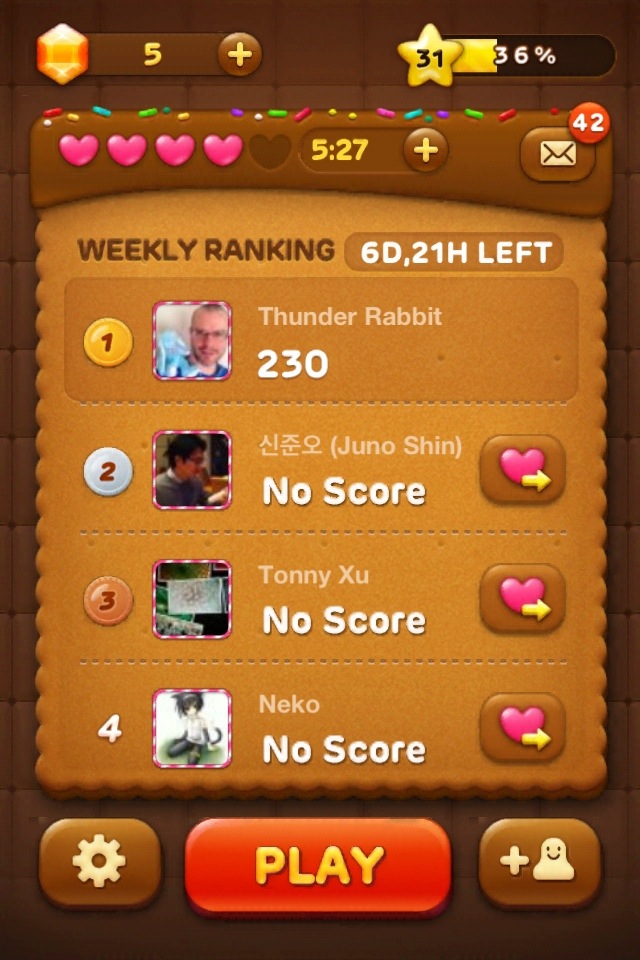 5
31 36%
42
5:27
WEEKLY RANKING 6D,21H LEFT
1
Thunder Rabbit
230
2
신준오 (Juno Shin)
No Score
3
Tonny Xu
No Score
4
Neko
No Score
PLAY